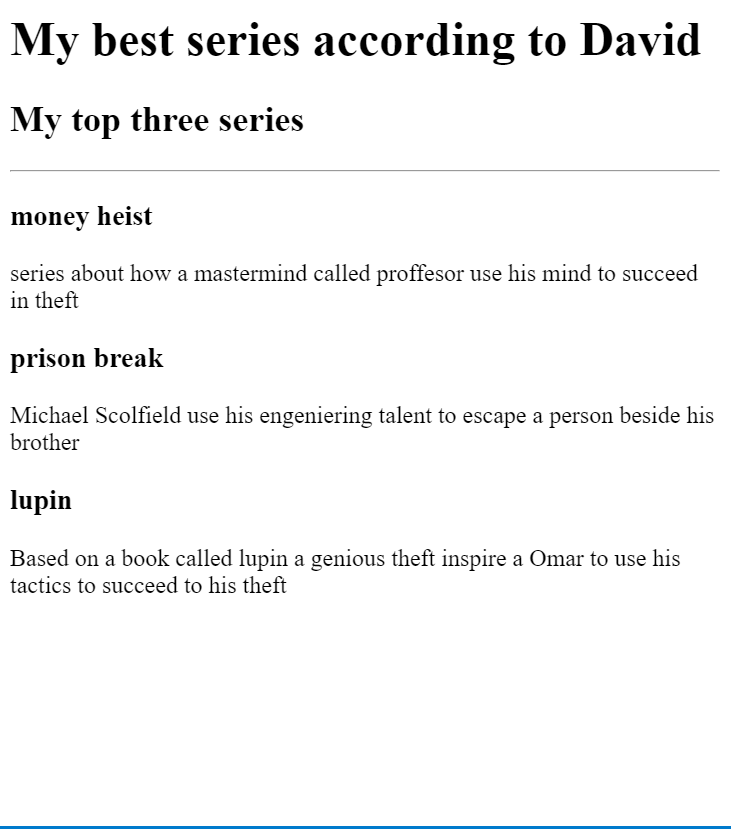 My best series according to David
My top three series
money heist
series about how a mastermind called proffesor use his mind to succeed
in theft
prison break
Michael Scolfield use his engeniering talent to escape a person beside his
brother
lupin
Based on a book called lupin a genious theft inspire a Omar to use his
tactics to succeed to his theft